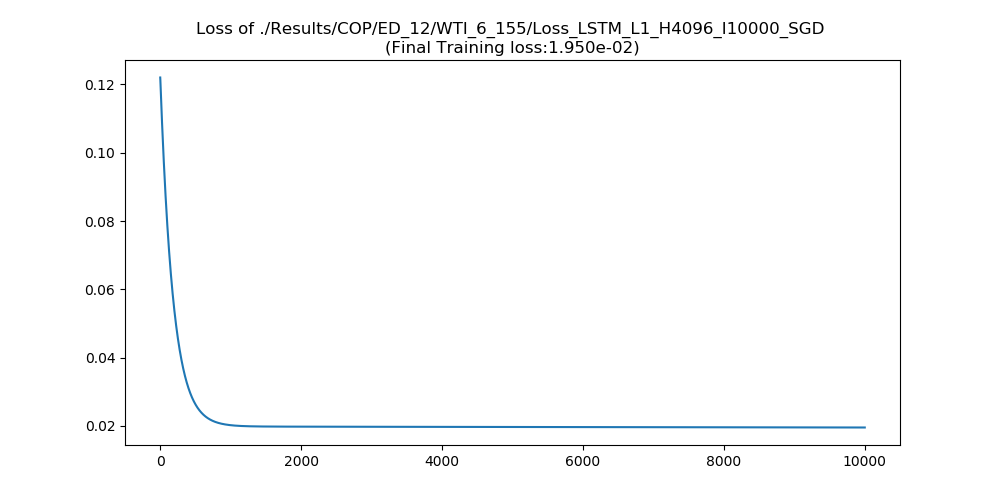 Loss of ./Results/COP/ED_12/WTI_6_155/Loss_LSTM_L1_H4096_I10000_SGD
(Final Training loss:1.950e-02)
0.12
0.10
0.08
0.06
0.04
0.02
0 2000 4000 6000 8000 10000